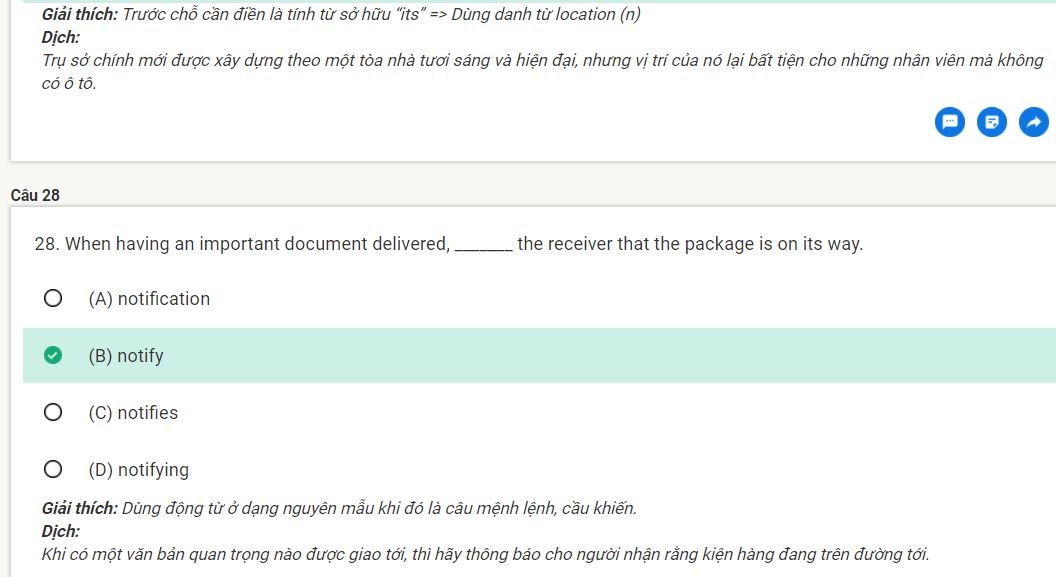 Giải thích: Trước chỗ cần điền là tính từ sở hữu “its” => Dùng danh từ location (n)
Dịch:
Trụ sở chính mới được xây dựng theo một tòa nhà tươi sáng và hiện đại, nhưng vị trí của nó lại bất tiện cho những nhân viên mà không
có ô tô.
Câu 28
28. When having an important document delivered, _______ the receiver that the package is on its way.
(A) notification
(B) notify
(C) notifies
(D) notifying
Giải thích: Dùng động từ ở dạng nguyên mẫu khi đó là câu mệnh lệnh, cầu khiến.
Dịch:
Khi có một văn bản quan trọng nào được giao tới, thì hãy thông báo cho người nhận rằng kiện hàng đang trên đường tới.